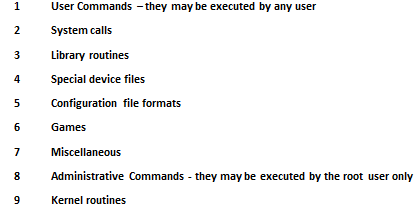 1 User Commands – they may be executed by any user
2 System calls
3 Library routines
4 Special device files
5 Configuration file formats
6 Games
7 Miscellaneous
8 Administrative Commands - they may be executed by the root user only
9 Kernel routines